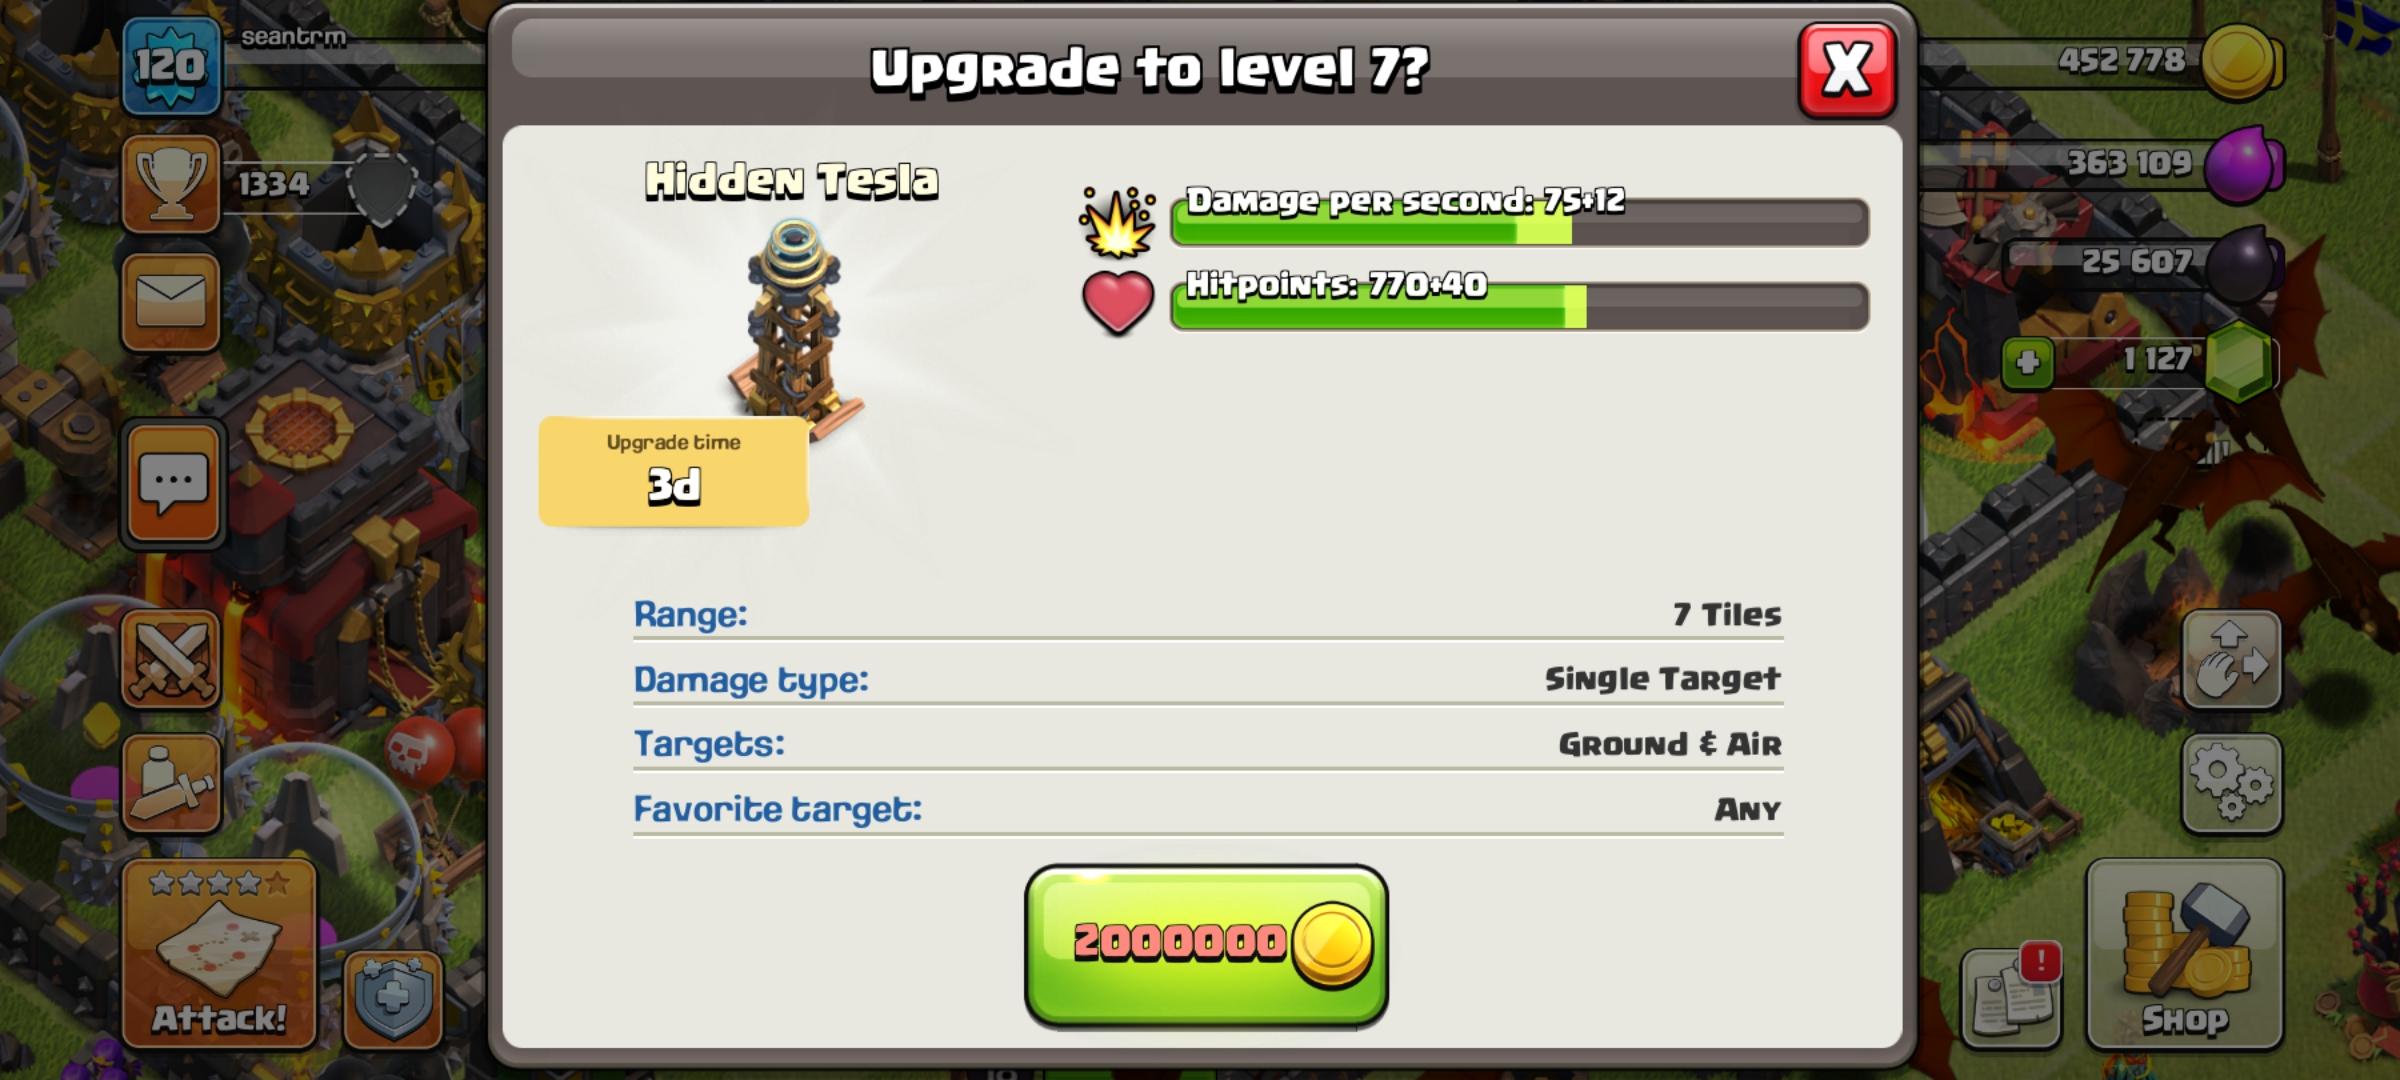 Upgrade to level 7?
X
120
seantrm
1334
452 778
363 109
25 607
1 127
Hidden Tesla
Damage per second: 75+12
Hitpoints: 770+40
Upgrade time
3d
Range: 7 Tiles
Damage type: Single Target
Targets: Ground & Air
Favorite target: Any
2000000
Attack!
!
Shop